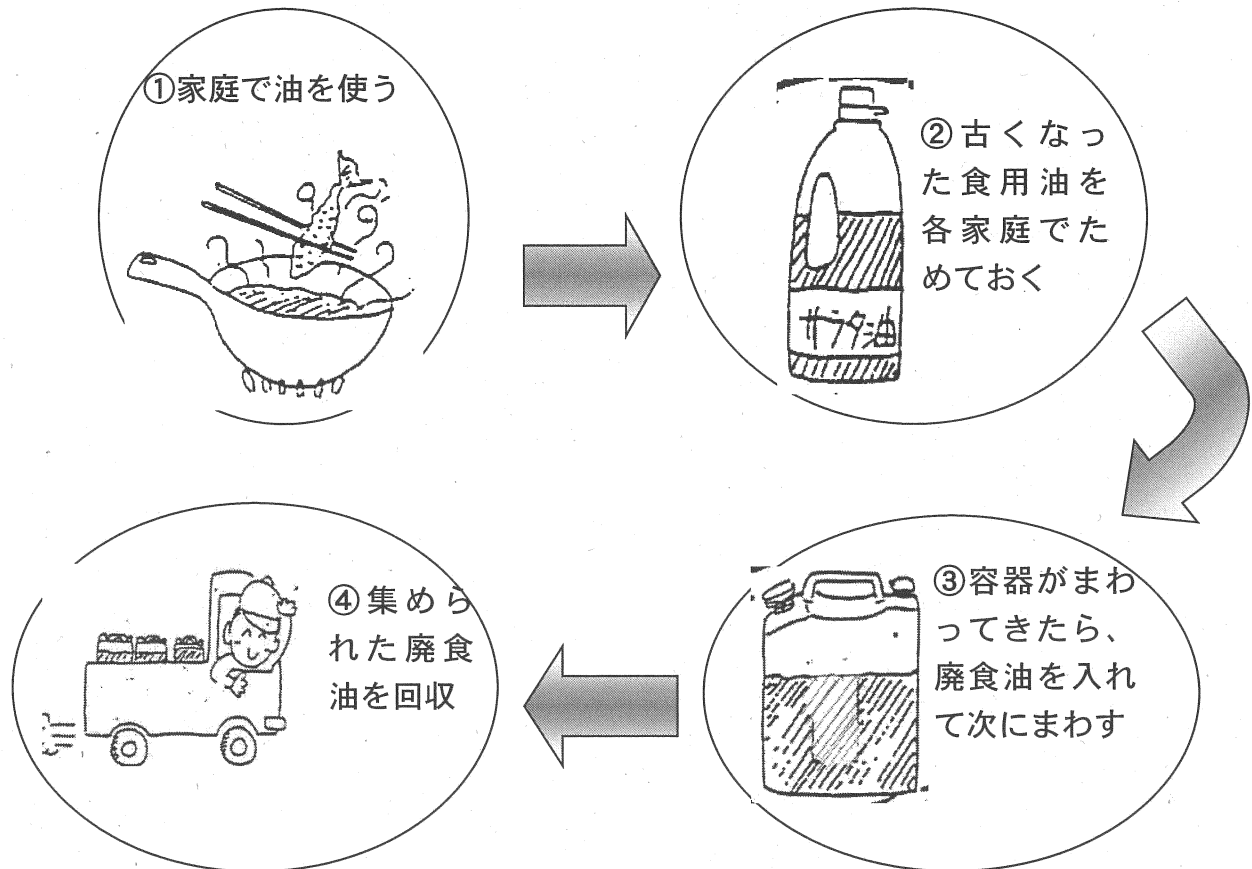 ①家庭で油を使う
②古くなっ
た食用油を
各家庭でた
めておく
サラダ油
③容器がまわ
ってきたら、
廃食油を入れ
て次にまわす
④集めら
れた廃食
油を回収